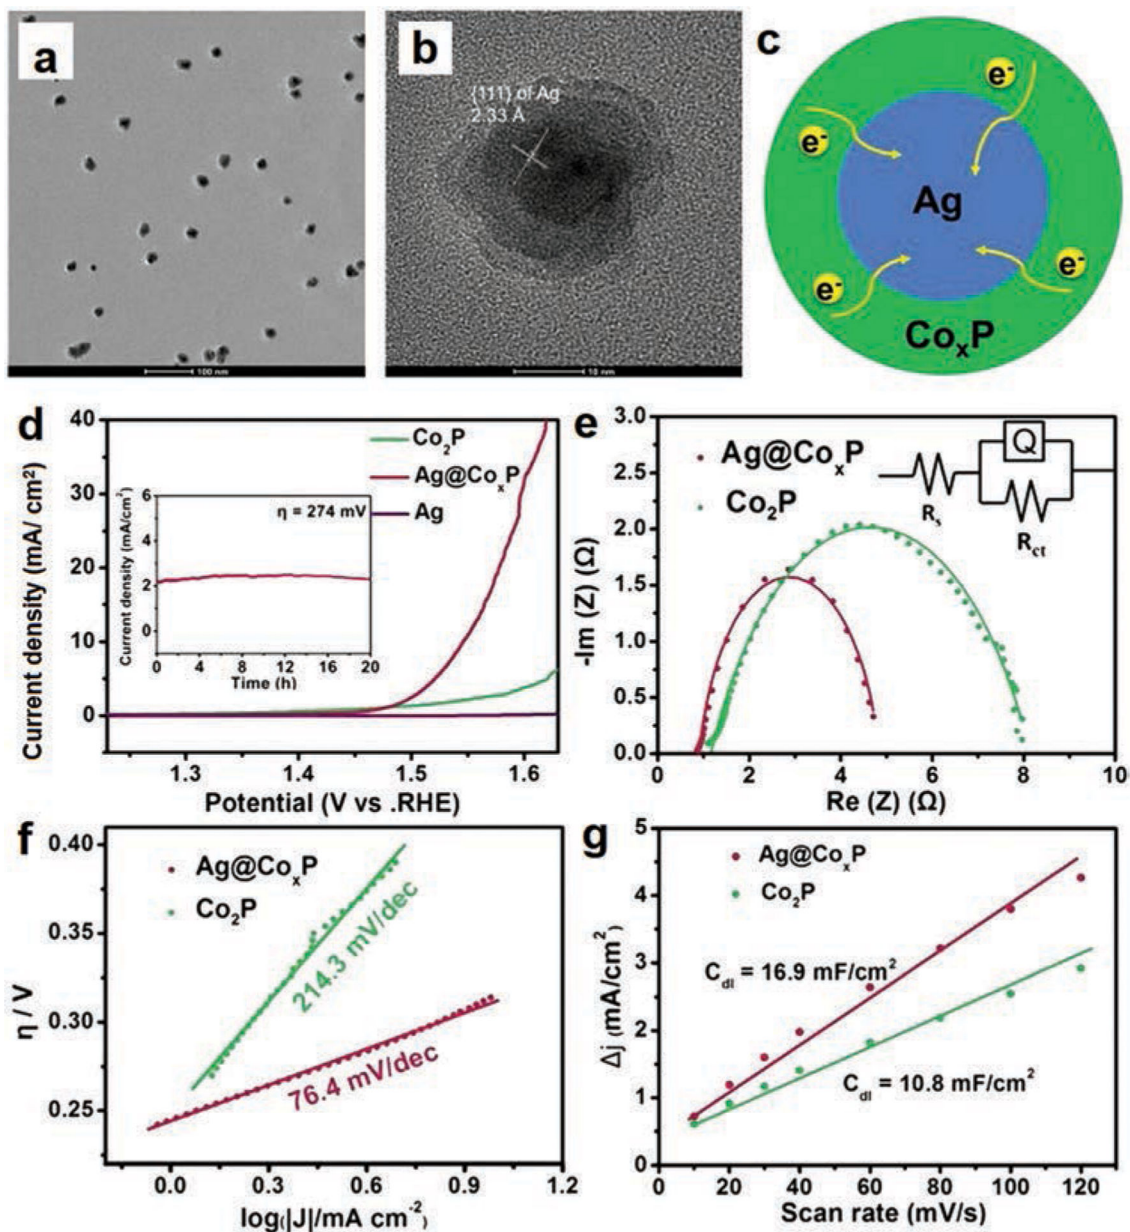 a
100 nm
b
{111} of Ag
2.33 Å
10 nm
c
e-
e-
e-
e-
Ag
CoxP
d
Current density (mA/ cm²)
40
30
20
10
0
1.3
1.4
1.5
1.6
Potential (V vs .RHE)
Co2P
Ag@CoxP
Ag
η = 274 mV
Current density (mA/cm²)
6
4
2
0
0
4
8
12
16
20
Time (h)
e
-Im (Z) (Ω)
3.0
2.5
2.0
1.5
1.0
0.5
0.0
0
2
4
6
8
10
Re (Z) (Ω)
Ag@CoxP
Co2P
Rs
Q
Rct
f
η / V
0.40
0.35
0.30
0.25
0.0
0.3
0.6
0.9
1.2
log(|J|/mA cm-2)
Ag@CoxP
Co2P
214.3 mV/dec
76.4 mV/dec
g
Δj (mA/cm²)
5
4
3
2
1
0
0
20
40
60
80
100
120
Scan rate (mV/s)
Ag@CoxP
Co2P
Cdl = 16.9 mF/cm²
Cdl = 10.8 mF/cm²